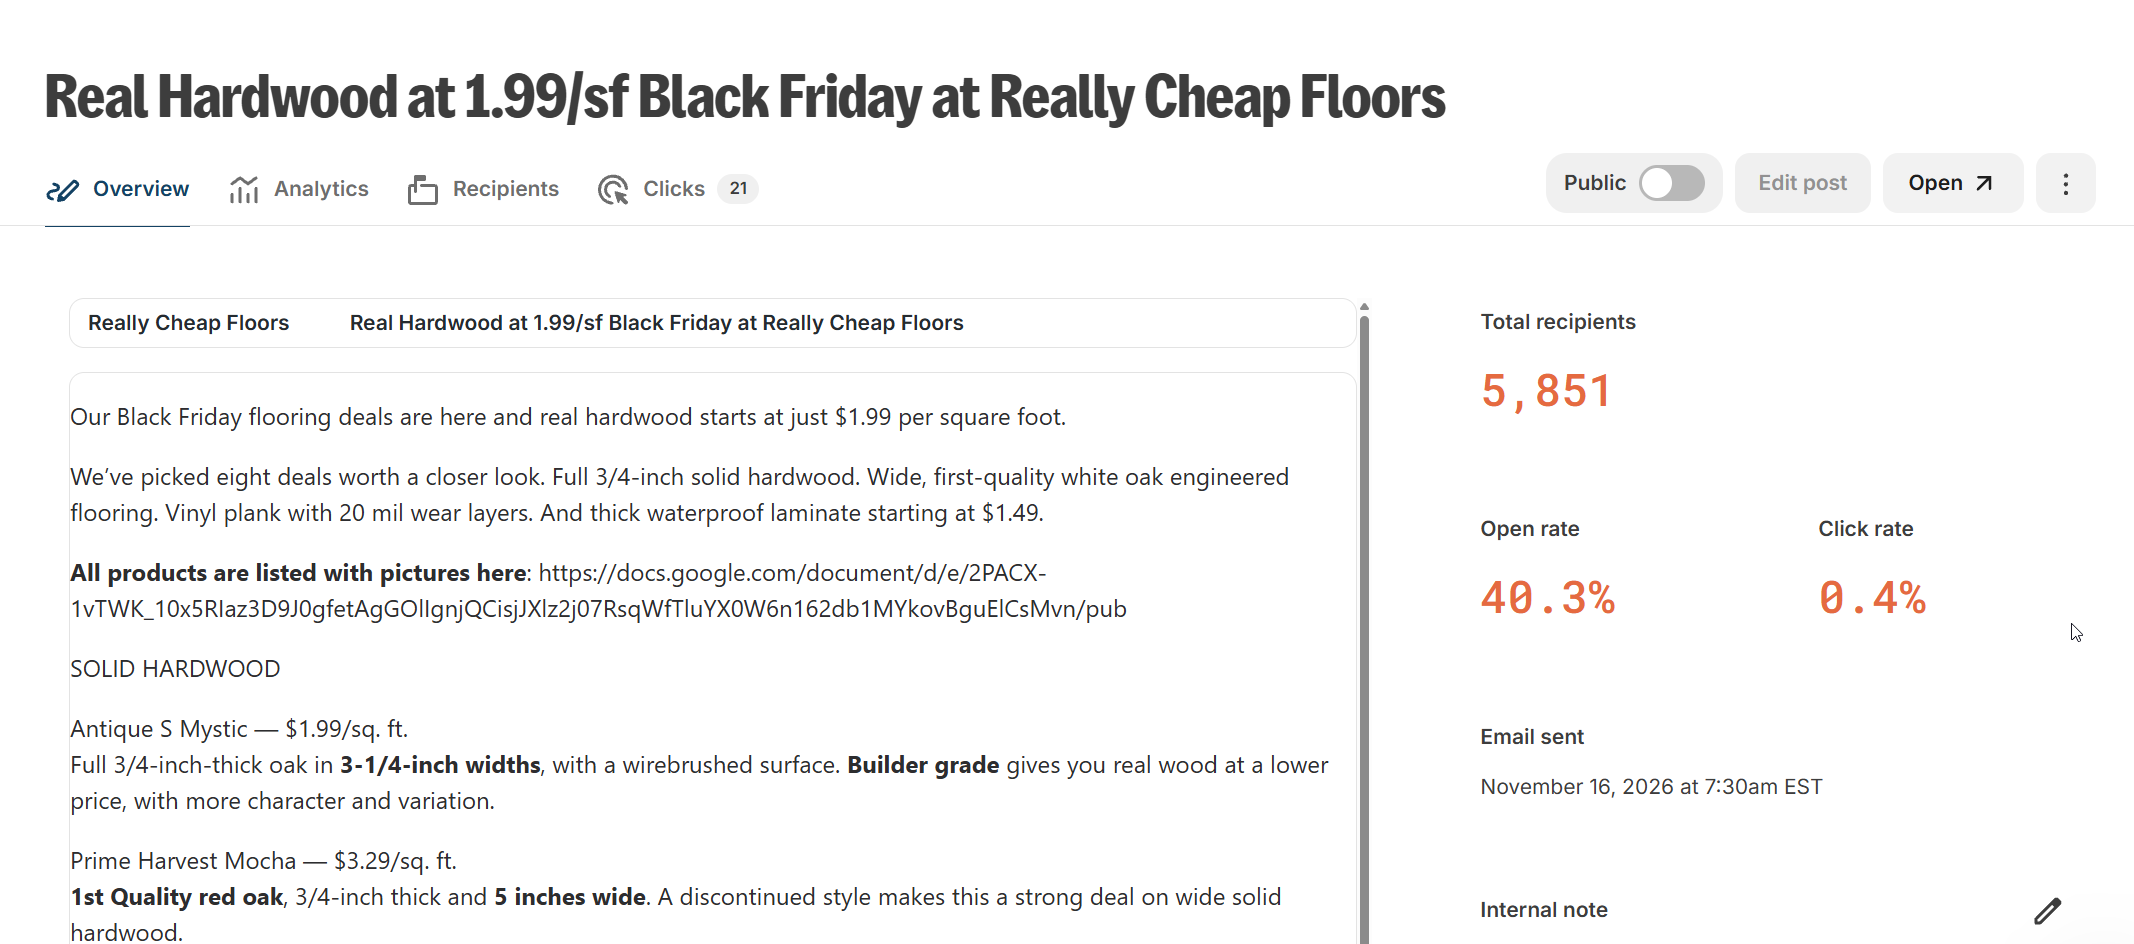 Real Hardwood at 1.99/sf Black Friday at Really Cheap Floors
Overview Analytics Recipients Clicks 21
Public Edit post Open
Really Cheap Floors Real Hardwood at 1.99/sf Black Friday at Really Cheap Floors
Our Black Friday flooring deals are here and real hardwood starts at just $1.99 per square foot.
We’ve picked eight deals worth a closer look. Full 3/4-inch solid hardwood. Wide, first-quality white oak engineered
flooring. Vinyl plank with 20 mil wear layers. And thick waterproof laminate starting at $1.49.
All products are listed with pictures here: https://docs.google.com/document/d/e/2PACX-
1vTWK_10x5RIaz3D9J0gfetAgGOlIgnjQCisjJXlz2j07RsqWfTluYX0W6n162db1MYkovBguElCsMvn/pub
SOLID HARDWOOD
Antique S Mystic — $1.99/sq. ft.
Full 3/4-inch-thick oak in 3-1/4-inch widths, with a wirebrushed surface. Builder grade gives you real wood at a lower
price, with more character and variation.
Prime Harvest Mocha — $3.29/sq. ft.
1st Quality red oak, 3/4-inch thick and 5 inches wide. A discontinued style makes this a strong deal on wide solid
hardwood.
Total recipients
5,851
Open rate Click rate
40.3% 0.4%
Email sent
November 16, 2026 at 7:30am EST
Internal note